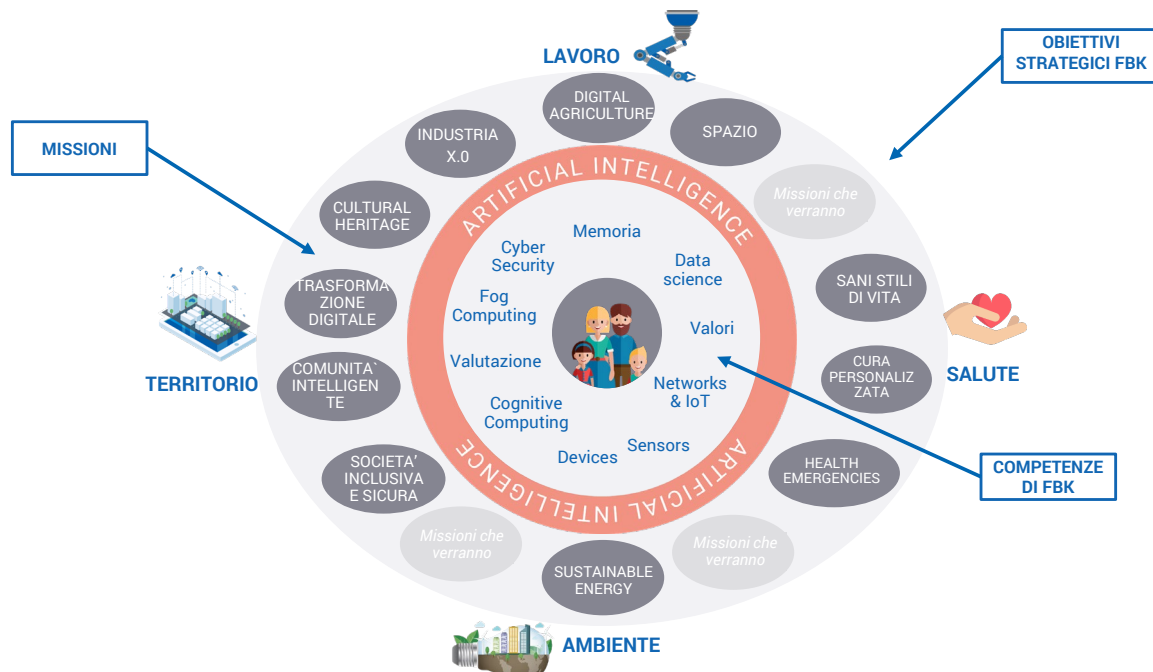 LAVORO
OBIETTIVI
STRATEGICI FBK
MISSIONI
DIGITAL
AGRICULTURE
SPAZIO
INDUSTRIA
X.0
Missioni che
verranno
CULTURAL
HERITAGE
ARTIFICIAL INTELLIGENCE
Memoria
Cyber
Security
Data
science
TRASFORMA
ZIONE
DIGITALE
SANI STILI
DI VITA
Fog
Computing
Valori
Valutazione
TERRITORIO
COMUNITA`
INTELLIGEN
TE
CURA
PERSONALIZ
ZATA
SALUTE
Networks
& IoT
Cognitive
Computing
Sensors
Devices
SOCIETA'
INCLUSIVA
E SICURA
HEALTH
EMERGENCIES
COMPETENZE
DI FBK
ARTIFICIAL INTELLIGENCE
Missioni che
verranno
Missioni che
verranno
SUSTAINABLE
ENERGY
AMBIENTE